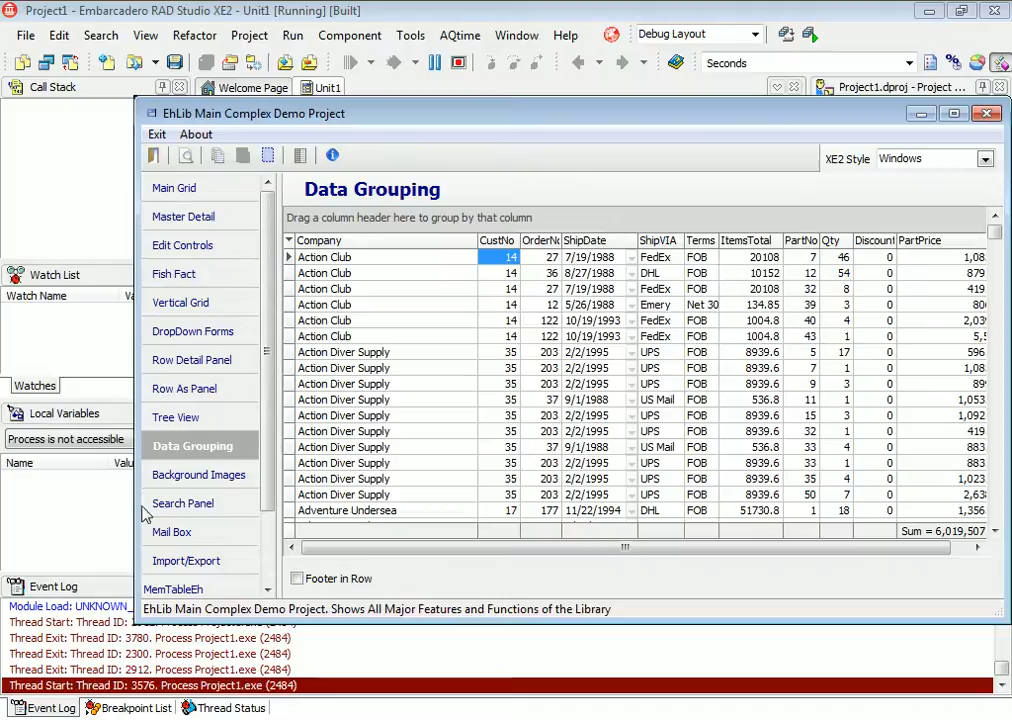 Project1 - Embarcadero RAD Studio XE2 - Unit1 [Running] [Built]
File Edit Search View Refactor Project Run Component Tools AQtime Window Help Debug Layout
Seconds
Call Stack Welcome Page Unit1 Project1.dproj - Project ...
EhLib Main Complex Demo Project
Exit About
XE2 Style Windows
Main Grid
Master Detail
Edit Controls
Fish Fact
Vertical Grid
DropDown Forms
Row Detail Panel
Row As Panel
Tree View
Data Grouping
Background Images
Search Panel
Mail Box
Import/Export
MemTableEh
Data Grouping
Drag a column header here to group by that column
Company CustNo OrderNo ShipDate ShipVIA Terms ItemsTotal PartNo Qty Discount PartPrice
Action Club 14 27 7/19/1988 FedEx FOB 20108 7 46 0 1,08
Action Club 14 36 8/27/1988 DHL FOB 10152 12 54 0 879
Action Club 14 27 7/19/1988 FedEx FOB 20108 32 8 0 419
Action Club 14 12 5/26/1988 Emery Net 30 134.85 39 3 0 80
Action Club 14 122 10/19/1993 FedEx FOB 1004.8 40 4 0 2,03
Action Club 14 122 10/19/1993 FedEx FOB 1004.8 43 1 0 5,5
Action Diver Supply 35 203 2/2/1995 UPS FOB 8939.6 5 17 0 596
Action Diver Supply 35 203 2/2/1995 UPS FOB 8939.6 7 1 0 1,08
Action Diver Supply 35 203 2/2/1995 UPS FOB 8939.6 9 3 0 89
Action Diver Supply 35 37 9/1/1988 US Mail FOB 536.8 11 1 0 1,053
Action Diver Supply 35 203 2/2/1995 UPS FOB 8939.6 15 3 0 1,092
Action Diver Supply 35 203 2/2/1995 UPS FOB 8939.6 32 1 0 419
Action Diver Supply 35 37 9/1/1988 US Mail FOB 536.8 33 4 0 883
Action Diver Supply 35 203 2/2/1995 UPS FOB 8939.6 33 1 0 883
Action Diver Supply 35 203 2/2/1995 UPS FOB 8939.6 35 4 0 1,023
Action Diver Supply 35 203 2/2/1995 UPS FOB 8939.6 50 7 0 2,63
Adventure Undersea 17 177 11/22/1994 DHL FOB 51730.8 1 18 0 1,356
Sum = 6,019,507
Footer in Row
EhLib Main Complex Demo Project. Shows All Major Features and Functions of the Library
Watch List
Watch Name Va
Watches
Local Variables
Process is not accessible
Name Valu
Event Log
Module Load: UNKNOWN_
Thread Start: Thread ID:
Thread Exit: Thread ID: 3780. Process Project1.exe (2484)
Thread Exit: Thread ID: 2300. Process Project1.exe (2484)
Thread Exit: Thread ID: 2912. Process Project1.exe (2484)
Thread Start: Thread ID: 3576. Process Project1.exe (2484)
Event Log Breakpoint List Thread Status